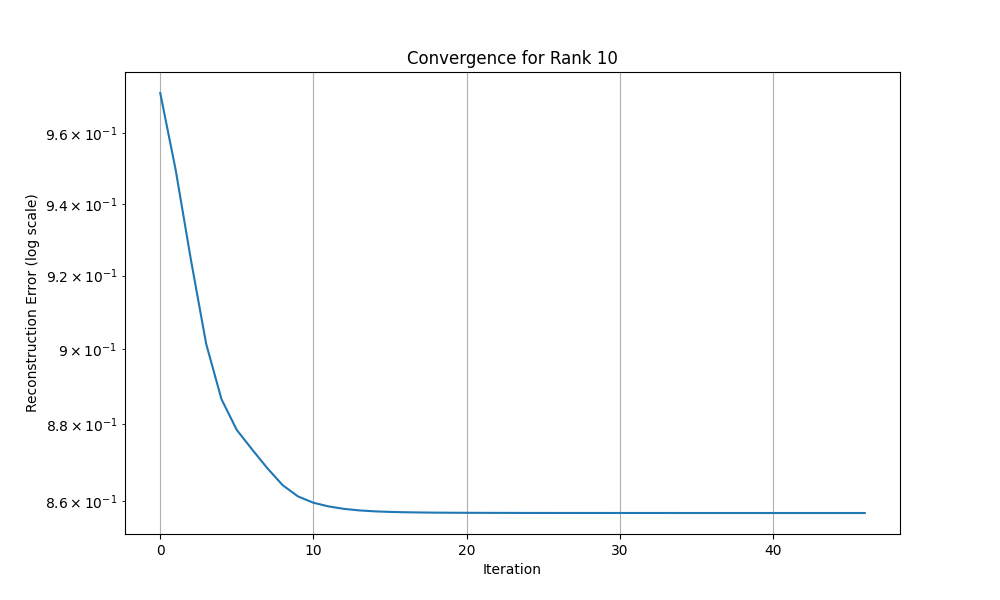 Convergence for Rank 10
Reconstruction Error (log scale)
9.6 × 10⁻¹
9.4 × 10⁻¹
9.2 × 10⁻¹
9 × 10⁻¹
8.8 × 10⁻¹
8.6 × 10⁻¹
0 10 20 30 40
Iteration